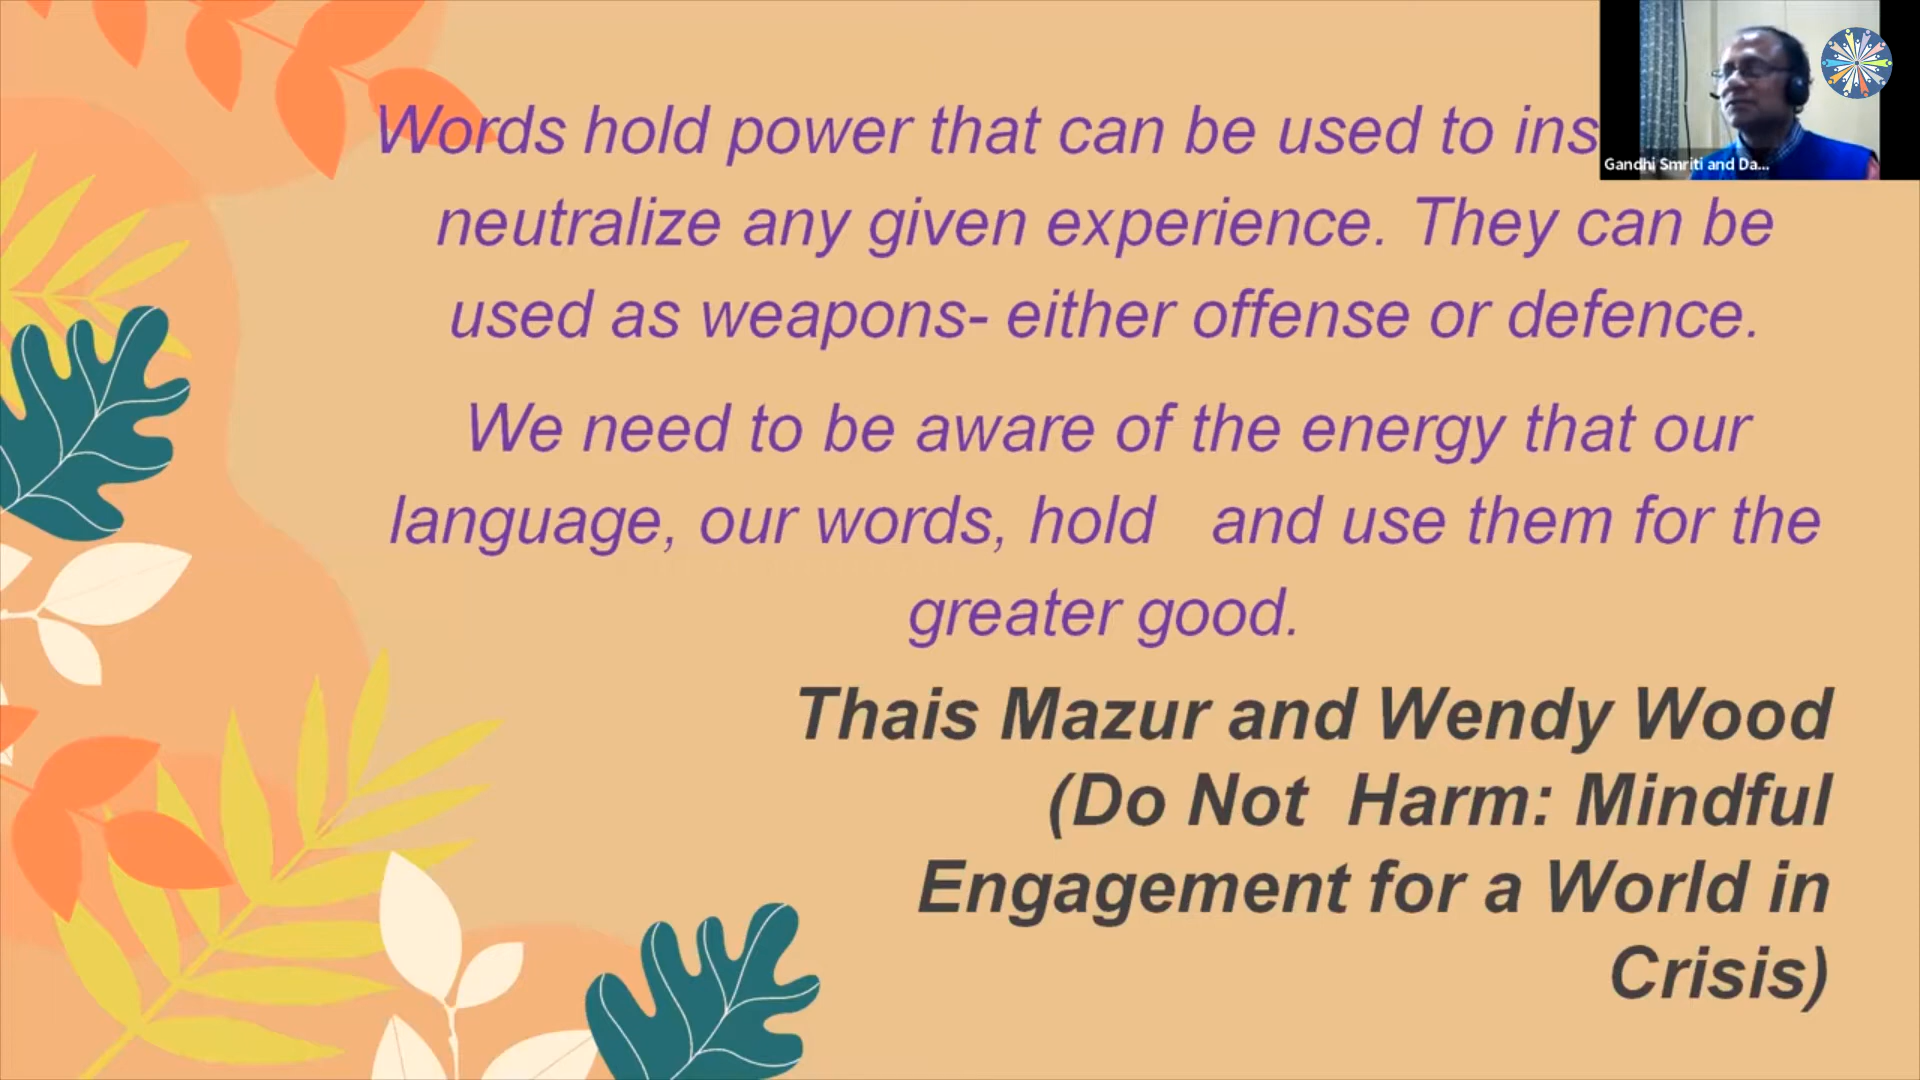 Words hold power that can be used to ins
neutralize any given experience. They can be
used as weapons- either offense or defence.
We need to be aware of the energy that our
language, our words, hold   and use them for the
greater good.
Thais Mazur and Wendy Wood
(Do Not  Harm: Mindful
Engagement for a World in
Crisis)
Gandhi Smriti and Da...